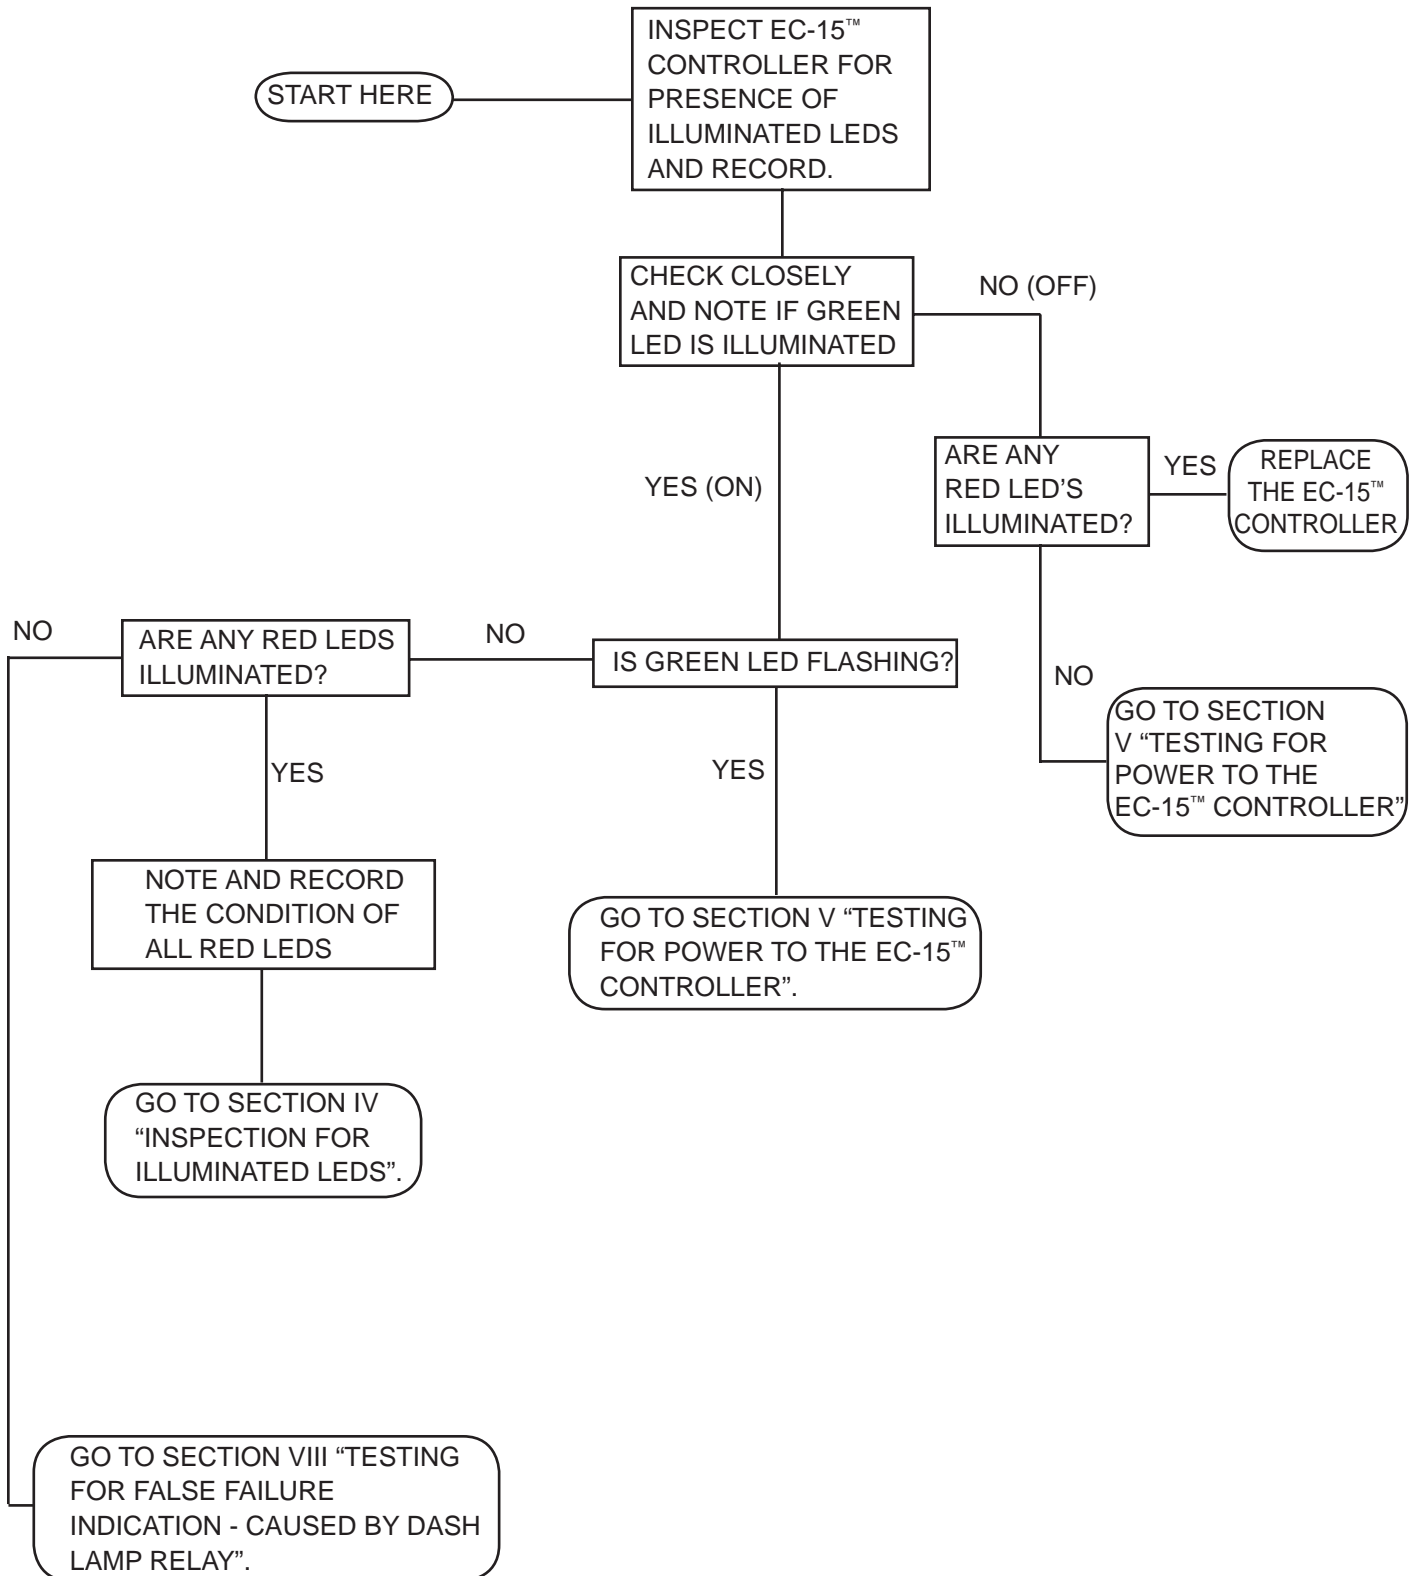 START HERE
INSPECT EC-15™
CONTROLLER FOR
PRESENCE OF
ILLUMINATED LEDS
AND RECORD.
CHECK CLOSELY
AND NOTE IF GREEN
LED IS ILLUMINATED
NO (OFF)
YES (ON)
ARE ANY
RED LED'S
ILLUMINATED?
YES
REPLACE
THE EC-15™
CONTROLLER
NO
GO TO SECTION
V “TESTING FOR
POWER TO THE
EC-15™ CONTROLLER”
IS GREEN LED FLASHING?
NO
ARE ANY RED LEDS
ILLUMINATED?
NO
YES
YES
NOTE AND RECORD
THE CONDITION OF
ALL RED LEDS
GO TO SECTION V “TESTING
FOR POWER TO THE EC-15™
CONTROLLER”.
GO TO SECTION IV
“INSPECTION FOR
ILLUMINATED LEDS”.
GO TO SECTION VIII “TESTING
FOR FALSE FAILURE
INDICATION - CAUSED BY DASH
LAMP RELAY”.